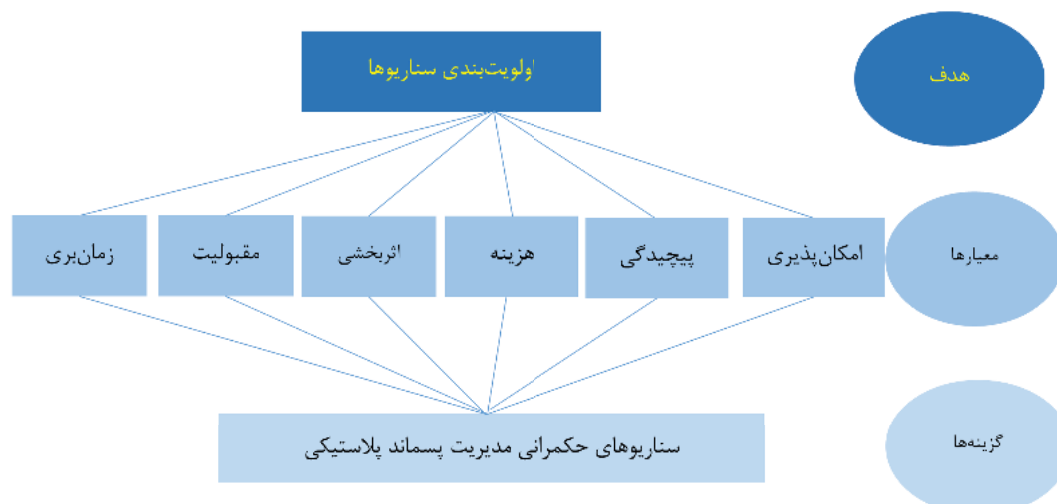 اولویت‌بندی سناریوها
هدف
معیارها
امکان‌پذیری
پیچیدگی
هزینه
اثربخشی
مقبولیت
زمان‌بری
گزینه‌ها
سناریوهای حکمرانی مدیریت پسماند پلاستیکی